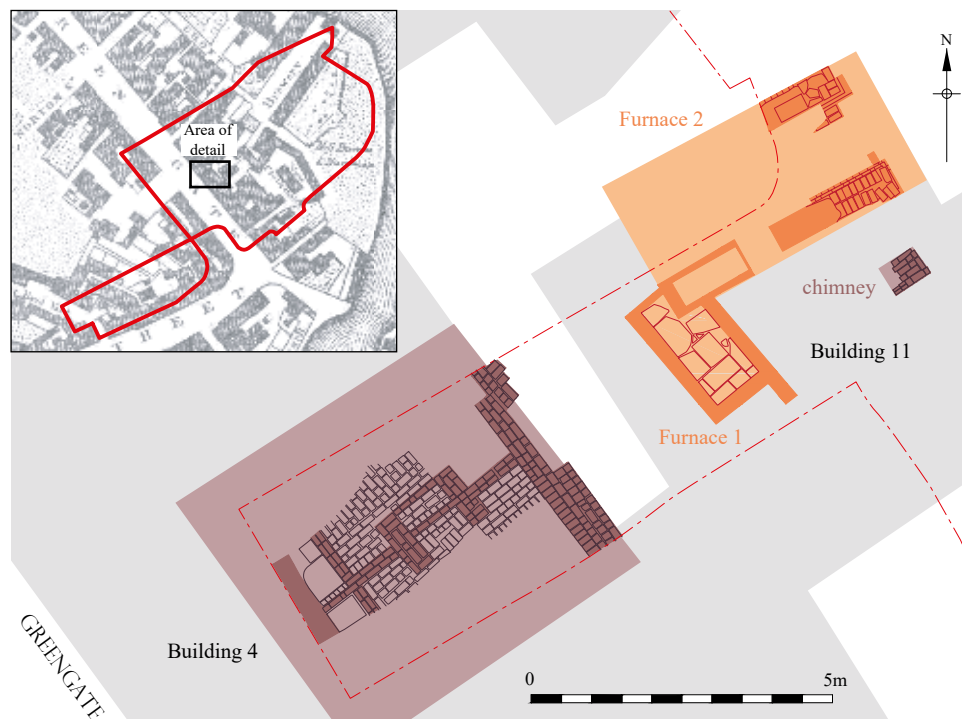 Area of
detail
N
Furnace 2
chimney
Building 11
Furnace 1
Building 4
GREENGATE
0
5m